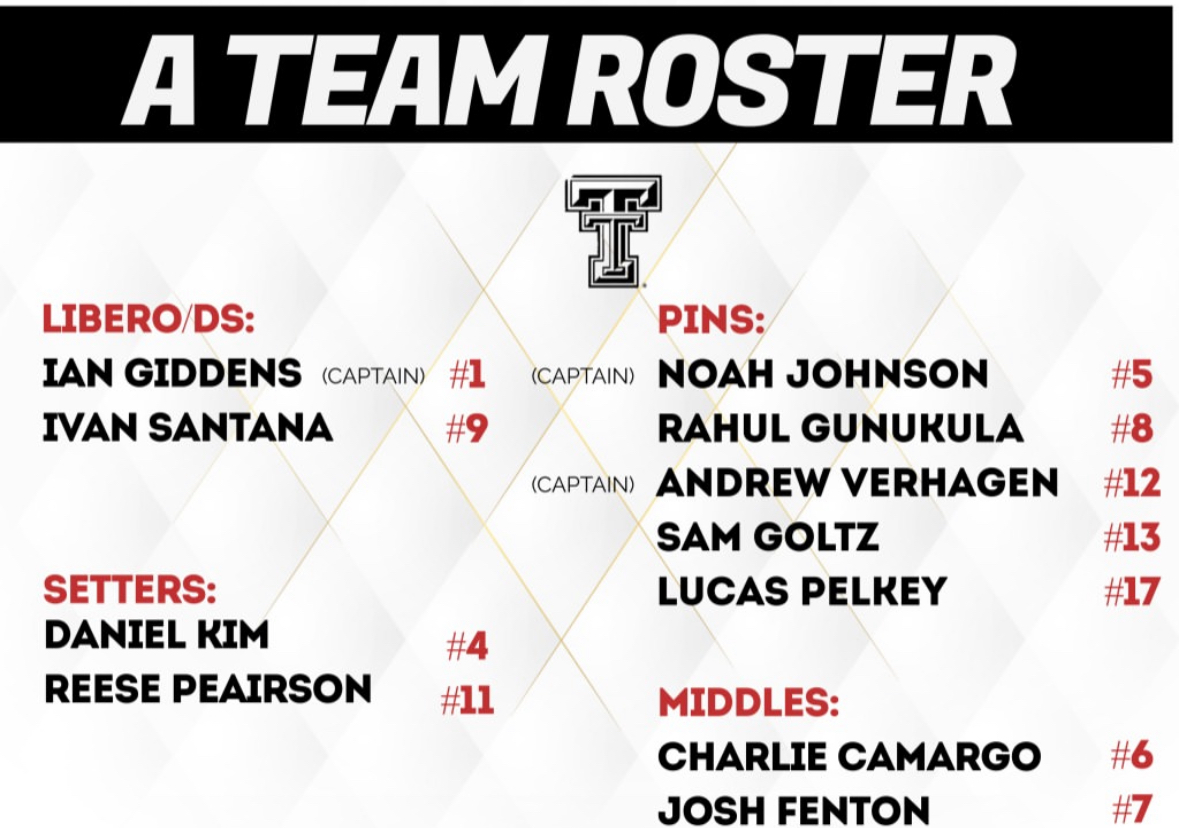 A TEAM ROSTER
LIBERO/DS:
IAN GIDDENS (CAPTAIN) #1
IVAN SANTANA #9
SETTERS:
DANIEL KIM #4
REESE PEAIRSON #11
PINS:
(CAPTAIN) NOAH JOHNSON #5
RAHUL GUNUKULA #8
(CAPTAIN) ANDREW VERHAGEN #12
SAM GOLTZ #13
LUCAS PELKEY #17
MIDDLES:
CHARLIE CAMARGO #6
JOSH FENTON #7